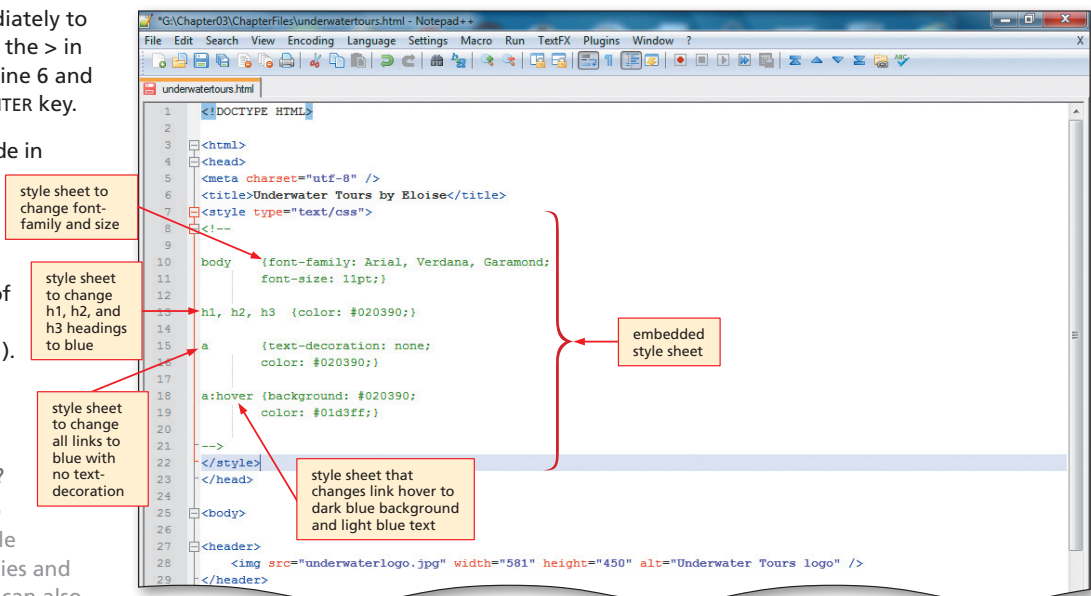 diately to
the > in
ine 6 and
NTER key.
de in
of
).
?
le
ies and
can also
*G:\Chapter03\ChapterFiles\underwatertours.html - Notepad++
File Edit Search View Encoding Language Settings Macro Run TextFX Plugins Window ?
X
underwatertours.html
1 <!DOCTYPE HTML>
2
3 <html>
4 <head>
5 <meta charset="utf-8" />
6 <title>Underwater Tours by Eloise</title>
7 <style type="text/css">
8 <!--
9
10 body {font-family: Arial, Verdana, Garamond;
11 font-size: 11pt;}
12
13 h1, h2, h3 {color: #020390;}
14
15 a {text-decoration: none;
16 color: #020390;}
17
18 a:hover {background: #020390;
19 color: #01d3ff;}
20
21 -->
22 </style>
23 </head>
24
25 <body>
26
27 <header>
28 <img src="underwaterlogo.jpg" width="581" height="450" alt="Underwater Tours logo" />
29 </header>
style sheet to
change font-
family and size
style sheet
to change
h1, h2, and
h3 headings
to blue
style sheet
to change
all links to
blue with
no text-
decoration
style sheet that
changes link hover to
dark blue background
and light blue text
embedded
style sheet